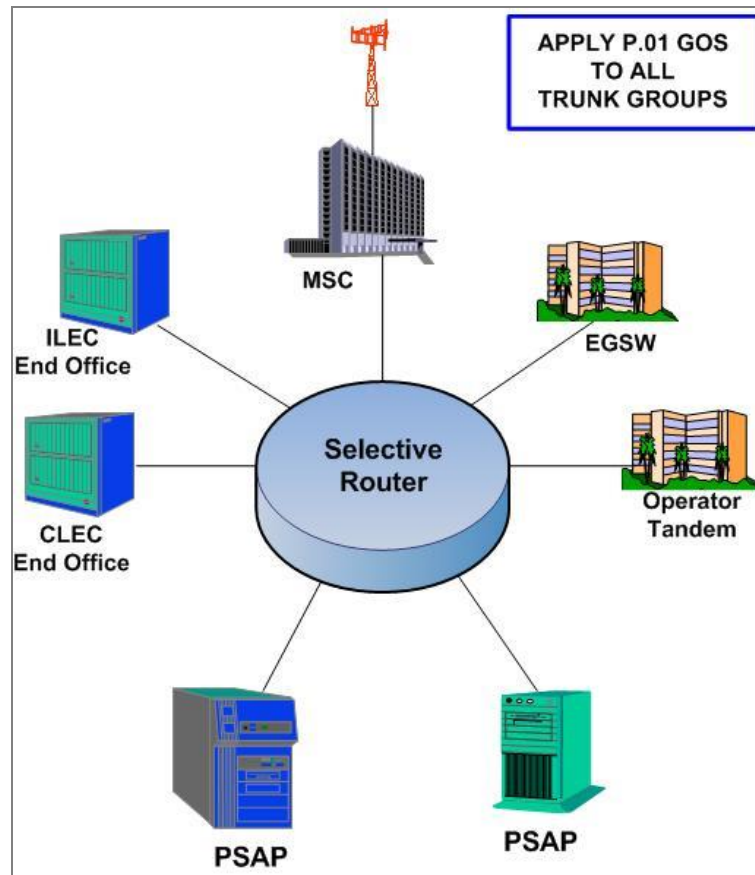 APPLY P.01 GOS
TO ALL
TRUNK GROUPS
MSC
ILEC
End Office
EGSW
Selective
Router
CLEC
End Office
Operator
Tandem
PSAP
PSAP